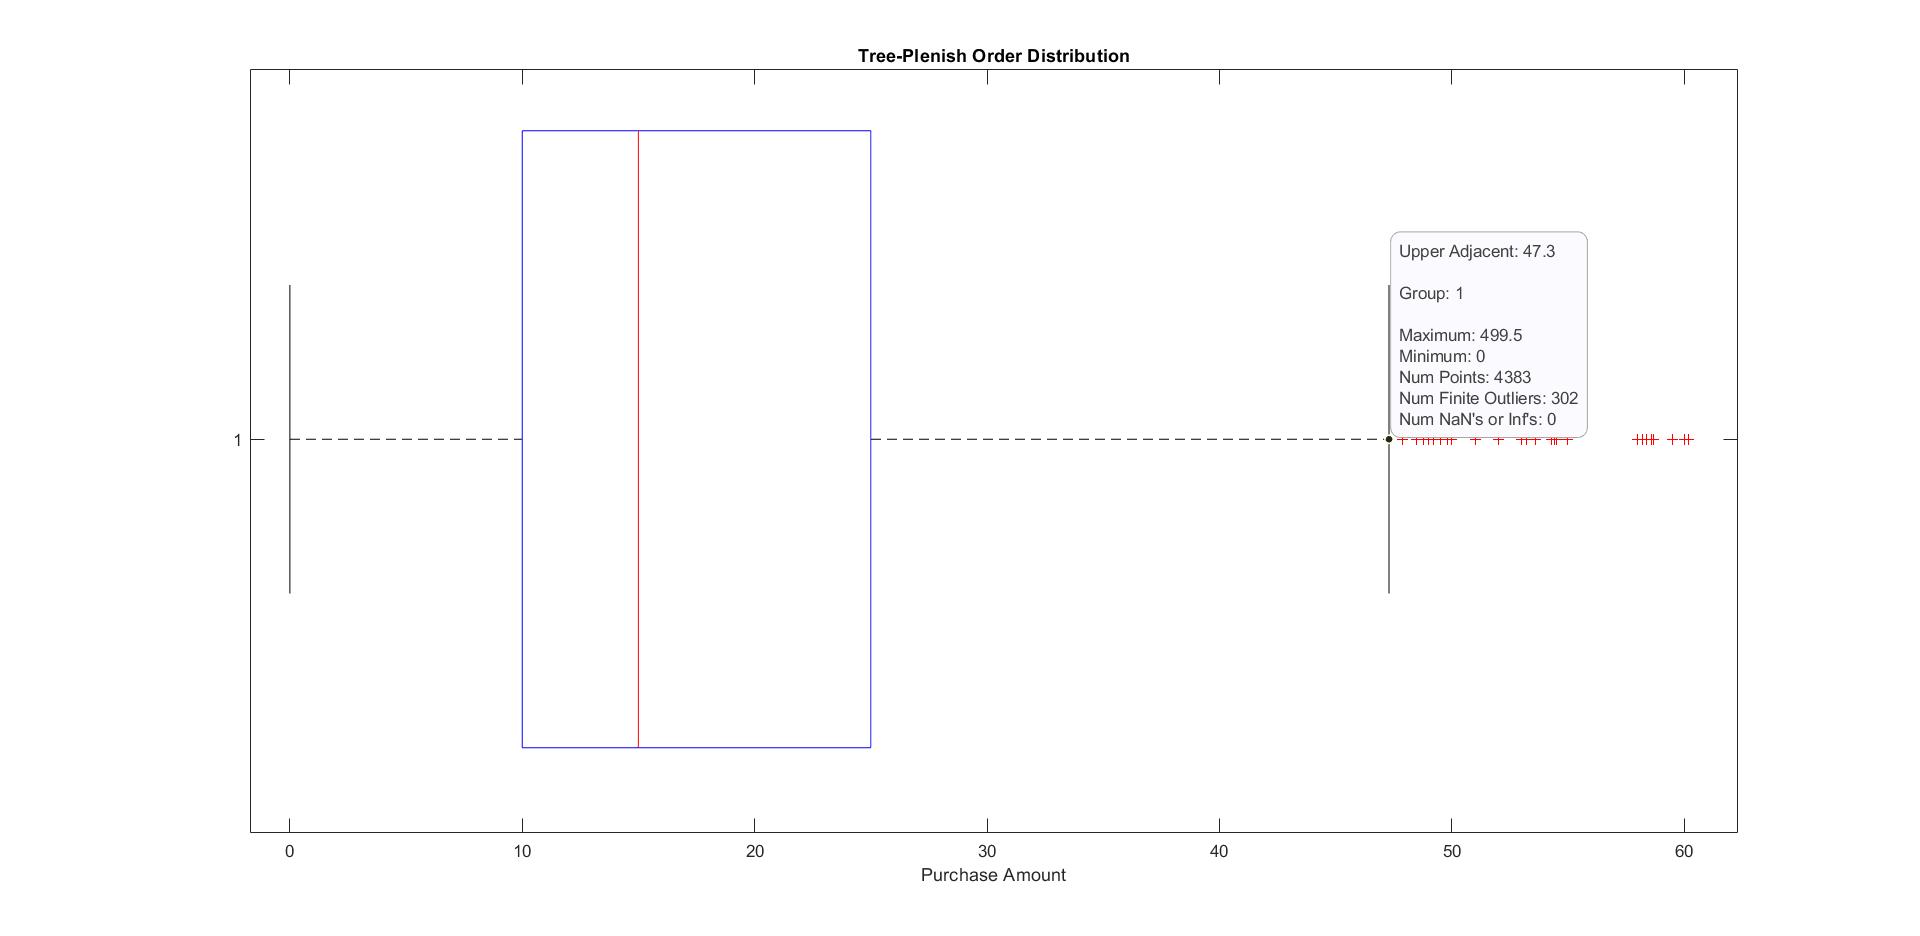 Tree-Plenish Order Distribution
Upper Adjacent: 47.3
Group: 1
Maximum: 499.5
Minimum: 0
Num Points: 4383
Num Finite Outliers: 302
Num NaN's or Inf's: 0
1
0 10 20 30 40 50 60
Purchase Amount